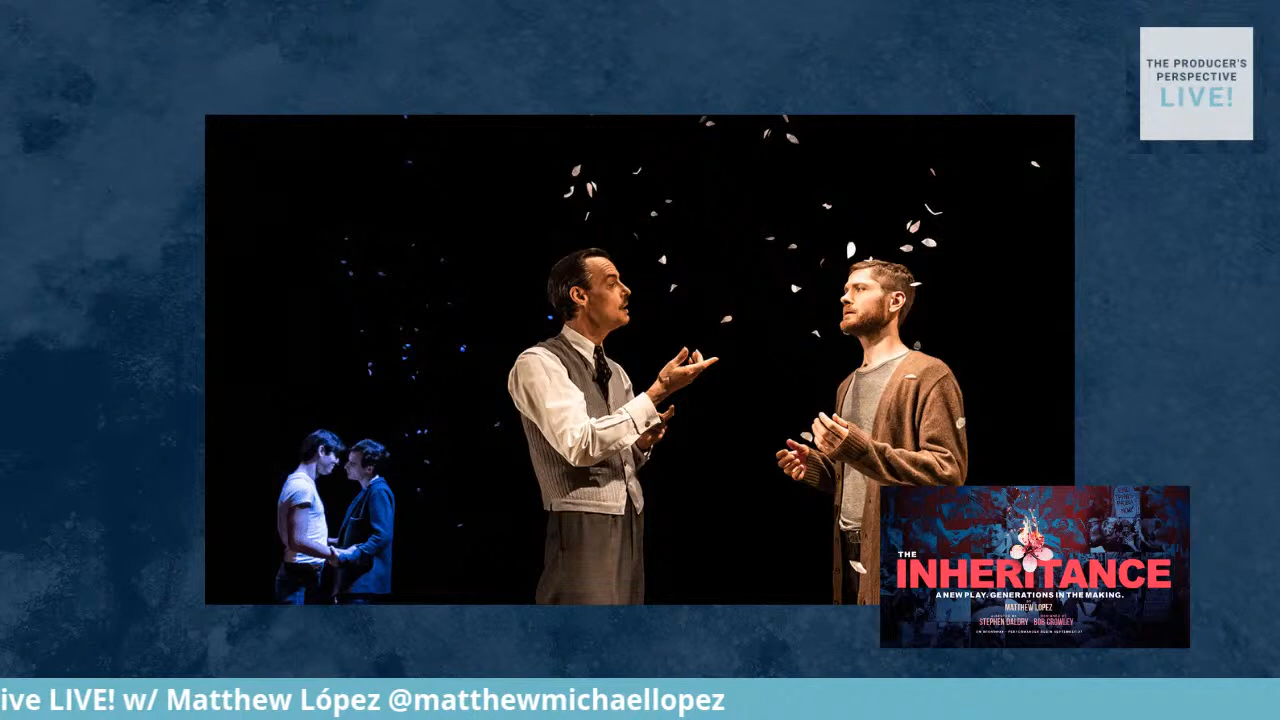 THE PRODUCER'S
PERSPECTIVE
LIVE!
THE
INHERITANCE
A NEW PLAY. GENERATIONS IN THE MAKING.
MATTHEW LOPEZ
STEPHEN DALDRY BOB CROWLEY
ive LIVE! w/ Matthew López @matthewmichaellopez